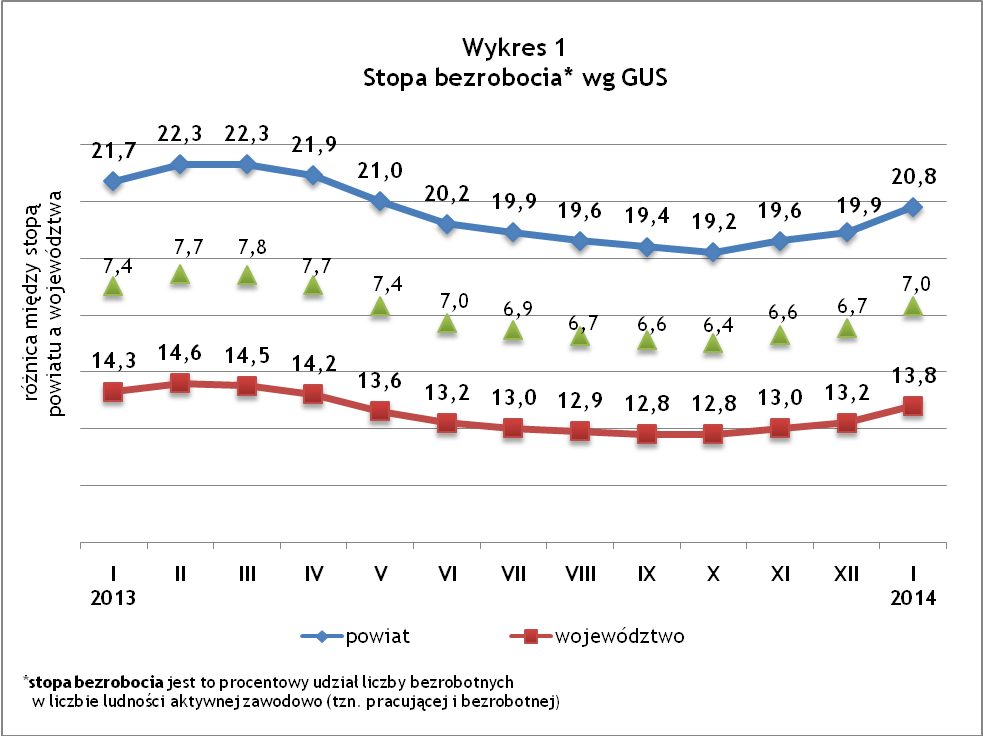 Wykres 1
Stopa bezrobocia* wg GUS
różnica między stopą
powiatu a województwa
21,7 22,3 22,3 21,9 21,0 20,2 19,9 19,6 19,4 19,2 19,6 19,9 20,8
7,4 7,7 7,8 7,7 7,4 7,0 6,9 6,7 6,6 6,4 6,6 6,7 7,0
14,3 14,6 14,5 14,2 13,6 13,2 13,0 12,9 12,8 12,8 13,0 13,2 13,8
I II III IV V VI VII VIII IX X XI XII I
2013 2014
powiat województwo
*stopa bezrobocia jest to procentowy udział liczby bezrobotnych
w liczbie ludności aktywnej zawodowo (tzn. pracującej i bezrobotnej)